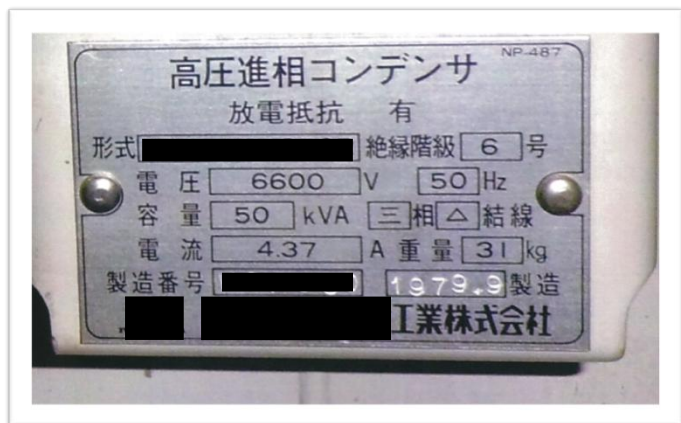 NP-487
高圧進相コンデンサ
放電抵抗 有
形式 絶縁階級 6 号
電圧 6600 V 50 Hz
容量 50 kVA 三相 △ 結線
電流 4.37 A 重量 31 kg
製造番号 1979.9 製造
工業株式会社